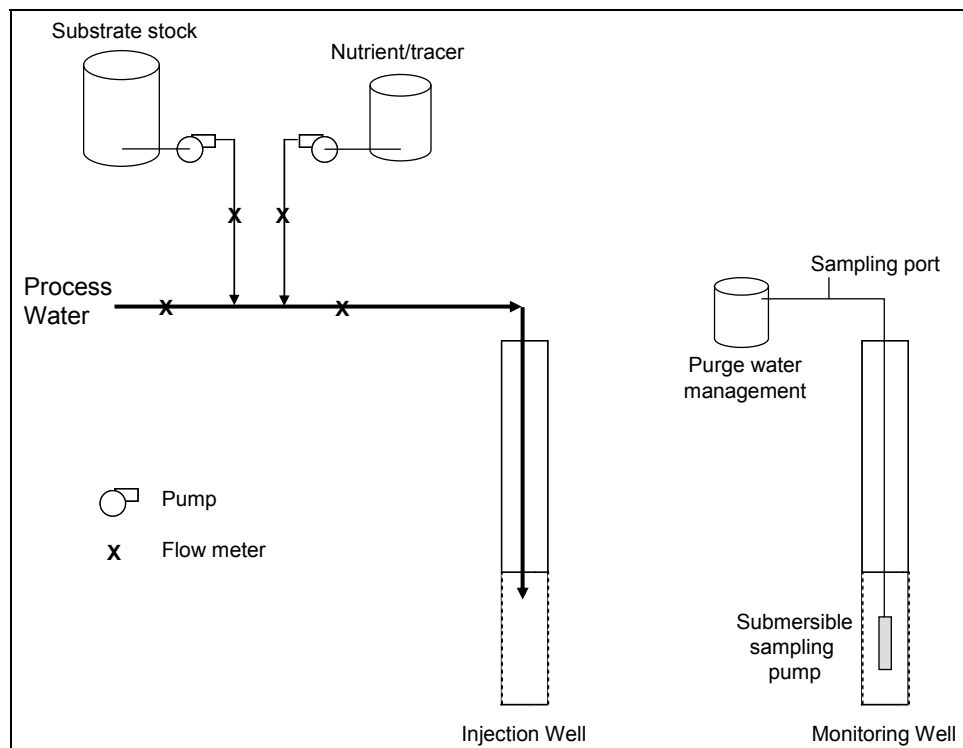 Substrate stock
Nutrient/tracer
X
X
Sampling port
Process
Water
X
X
Purge water
management
Pump
X
Flow meter
Submersible
sampling
pump
Injection Well
Monitoring Well